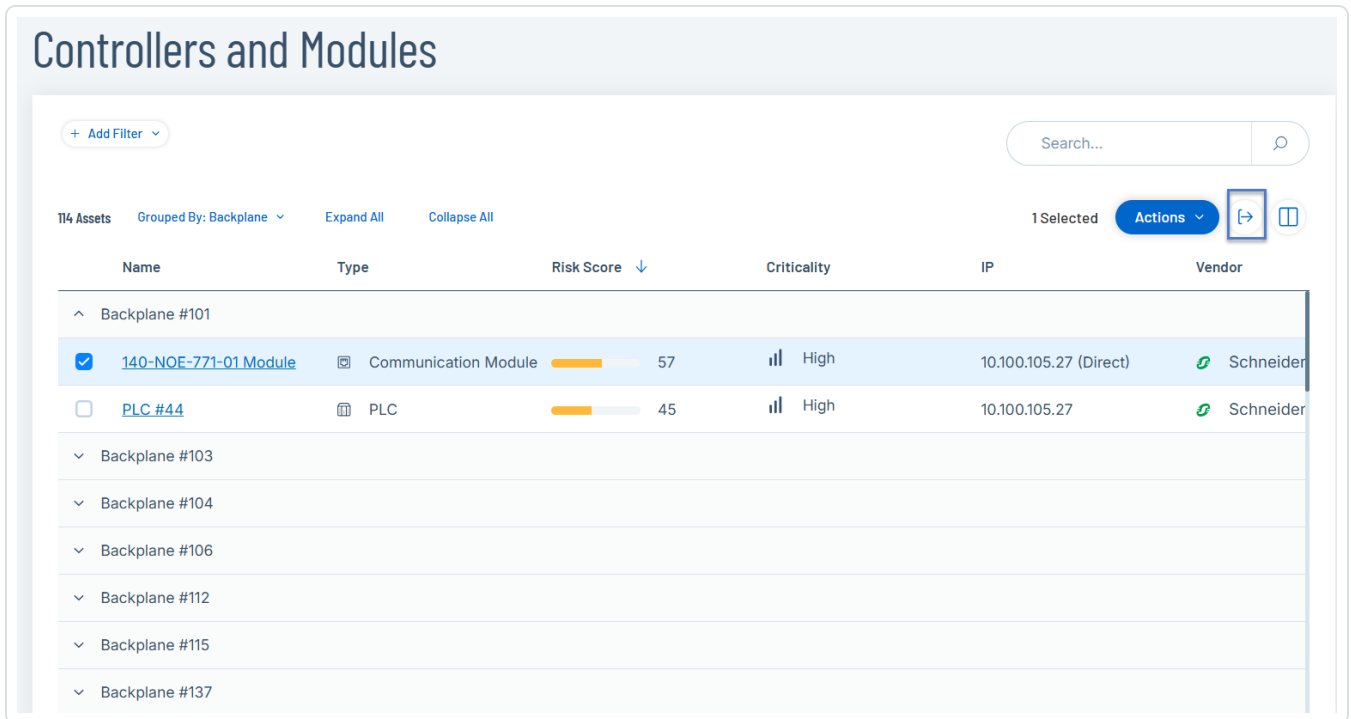 Controllers and Modules
+ Add Filter
Search...
114 Assets Grouped By: Backplane Expand All Collapse All 1 Selected Actions
Name Type Risk Score Criticality IP Vendor
Backplane #101
140-NOE-771-01 Module Communication Module 57 High 10.100.105.27 (Direct) Schneider
PLC #44 PLC 45 High 10.100.105.27 Schneider
Backplane #103
Backplane #104
Backplane #106
Backplane #112
Backplane #115
Backplane #137